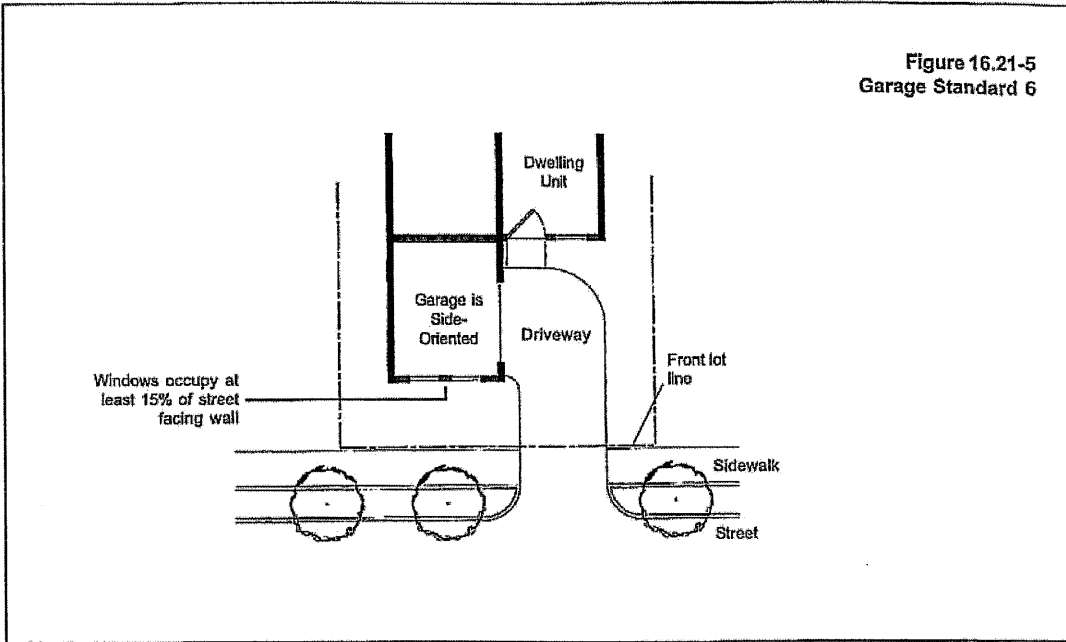 Figure 16.21-5
Garage Standard 6
Dwelling
Unit
Garage is
Side-
Oriented
Driveway
Front lot
line
Windows occupy at
least 15% of street
facing wall
Sidewalk
Street